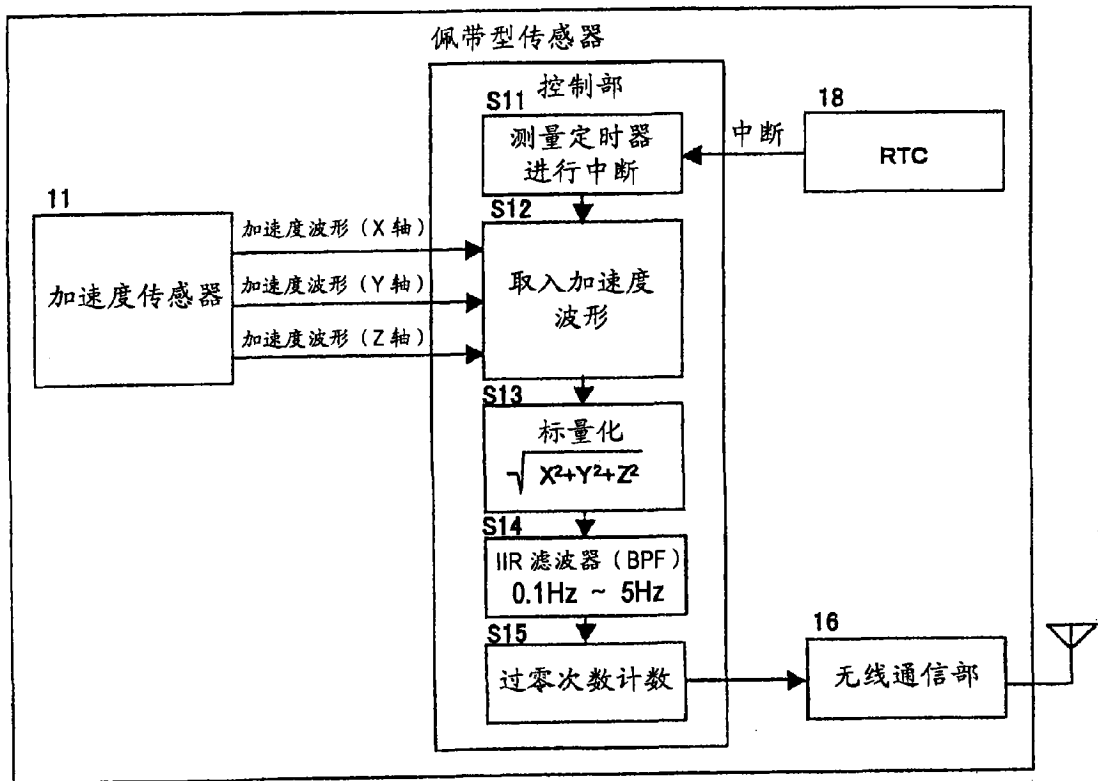 佩带型传感器
控制部
S11
测量定时器
进行中断
中断
18
RTC
11
加速度传感器
加速度波形（X轴）
加速度波形（Y轴）
加速度波形（Z轴）
S12
取入加速度
波形
S13
标量化
√X²+Y²+Z²
S14
IIR 滤波器（BPF）
0.1Hz ~ 5Hz
S15
过零次数计数
16
无线通信部